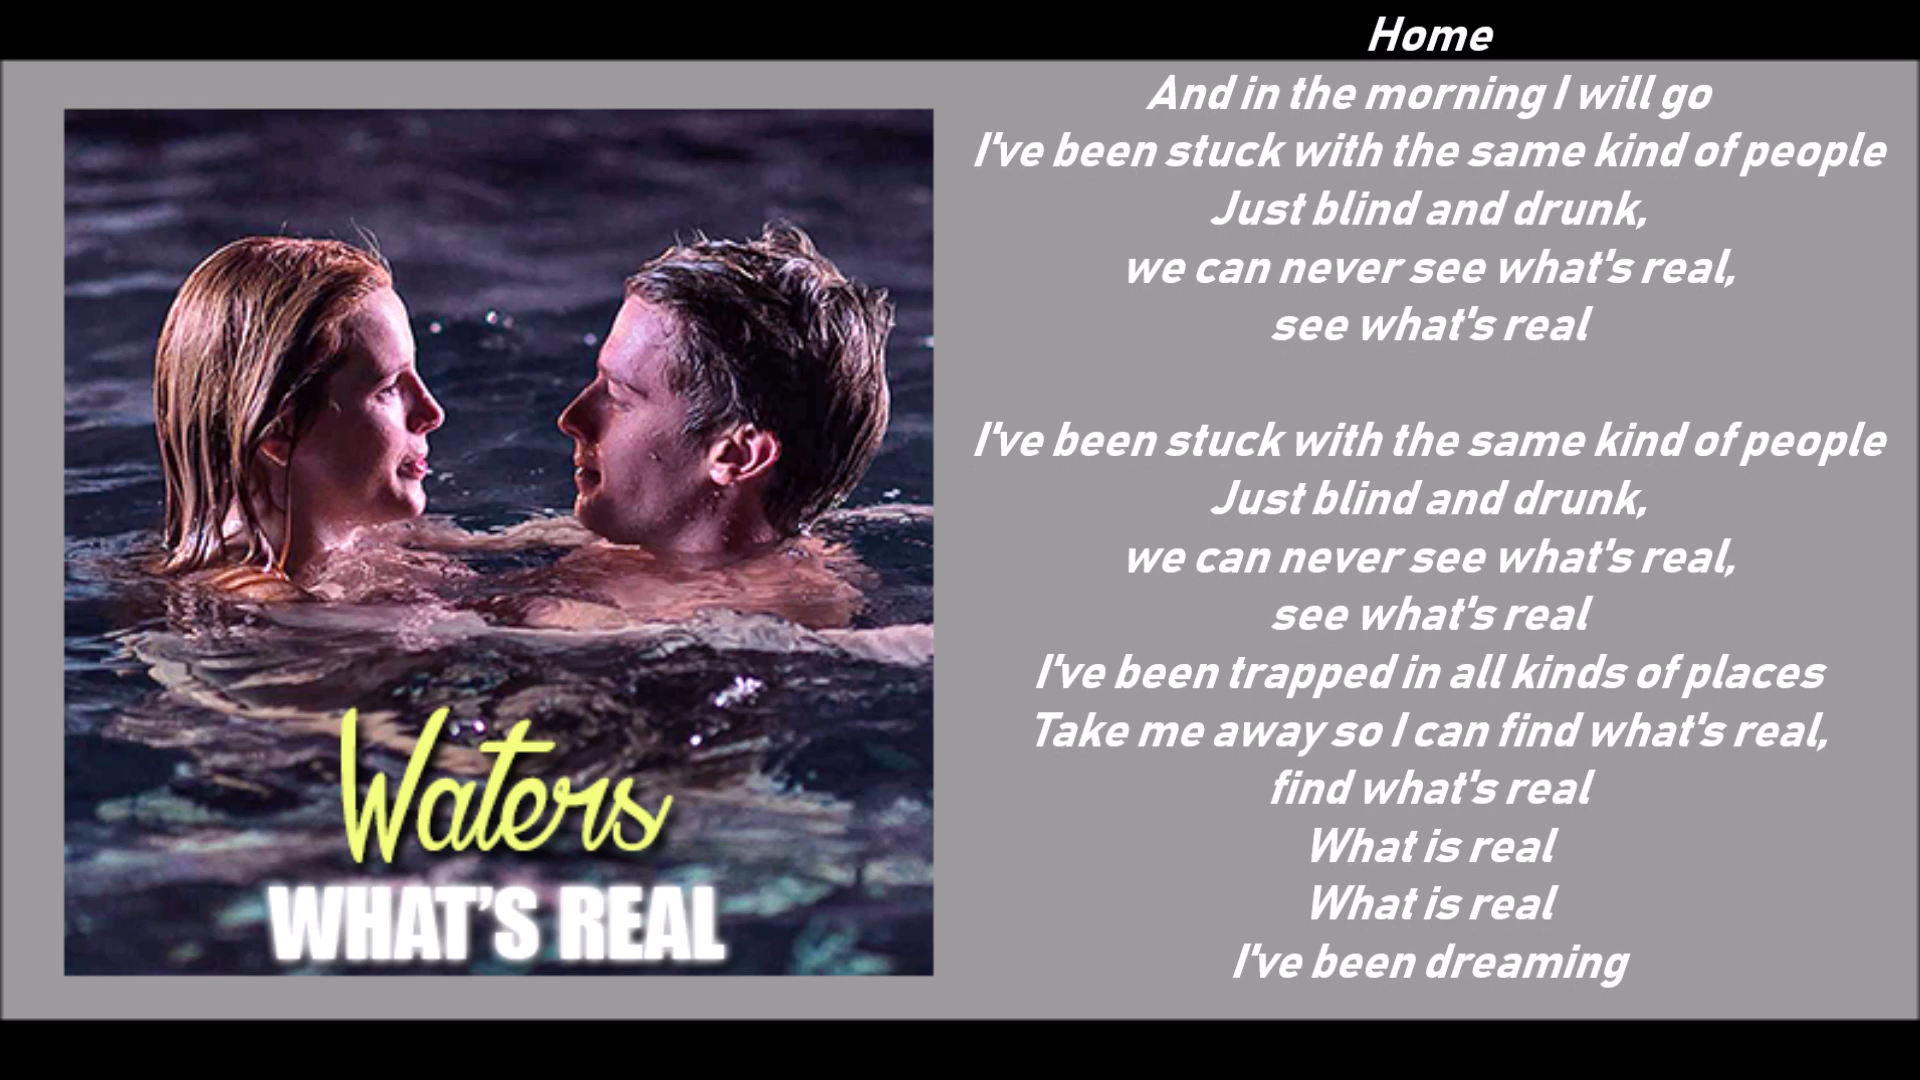 Home
And in the morning I will go
I've been stuck with the same kind of people
Just blind and drunk,
we can never see what's real,
see what's real
I've been stuck with the same kind of people
Just blind and drunk,
we can never see what's real,
see what's real
I've been trapped in all kinds of places
Take me away so I can find what's real,
find what's real
What is real
What is real
I've been dreaming
Waters
WHAT'S REAL